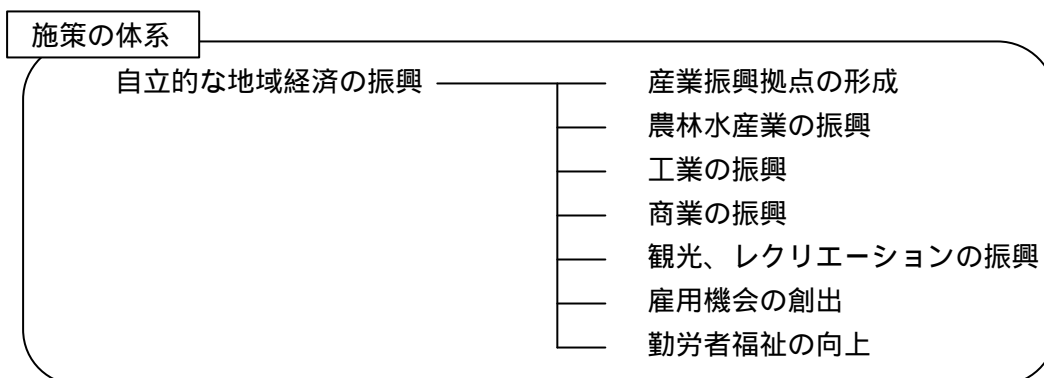 施策の体系
自立的な地域経済の振興
産業振興拠点の形成
農林水産業の振興
工業の振興
商業の振興
観光、レクリエーションの振興
雇用機会の創出
勤労者福祉の向上